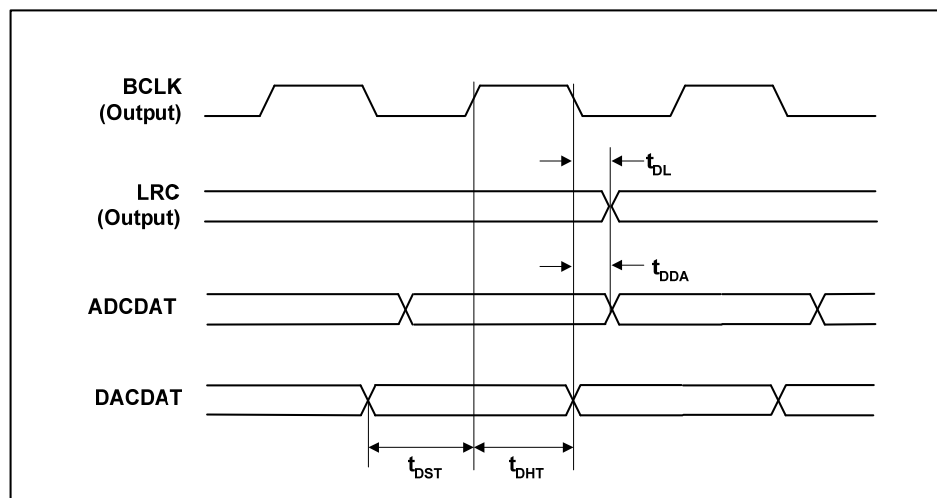 BCLK
(Output)
tDL
LRC
(Output)
tDDA
ADCDAT
DACDAT
tDST
tDHT